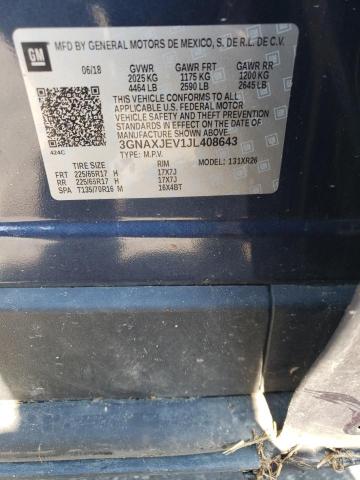 GM
MFD BY GENERAL MOTORS DE MEXICO, S. DE R.L. DE C.V.
06/18 GVWR GAWR FRT GAWR RR
2025 KG 1175 KG 1200 KG
4464 LB 2590 LB 2645 LB
THIS VEHICLE CONFORMS TO ALL
APPLICABLE U.S. FEDERAL MOTOR
VEHICLE SAFETY AND THEFT
PREVENTION STANDARDS IN EFFECT ON
THE DATE OF MANUFACTURE SHOWN ABOVE.
424C
3GNAXJEV1JL408643
TYPE: M.P.V.
TIRE SIZE RIM MODEL: 1X1XR26
FRT 225/65R17 H 17X7J
RR 225/65R17 H 17X7J
SPA T135/70R16 M 16X4BT